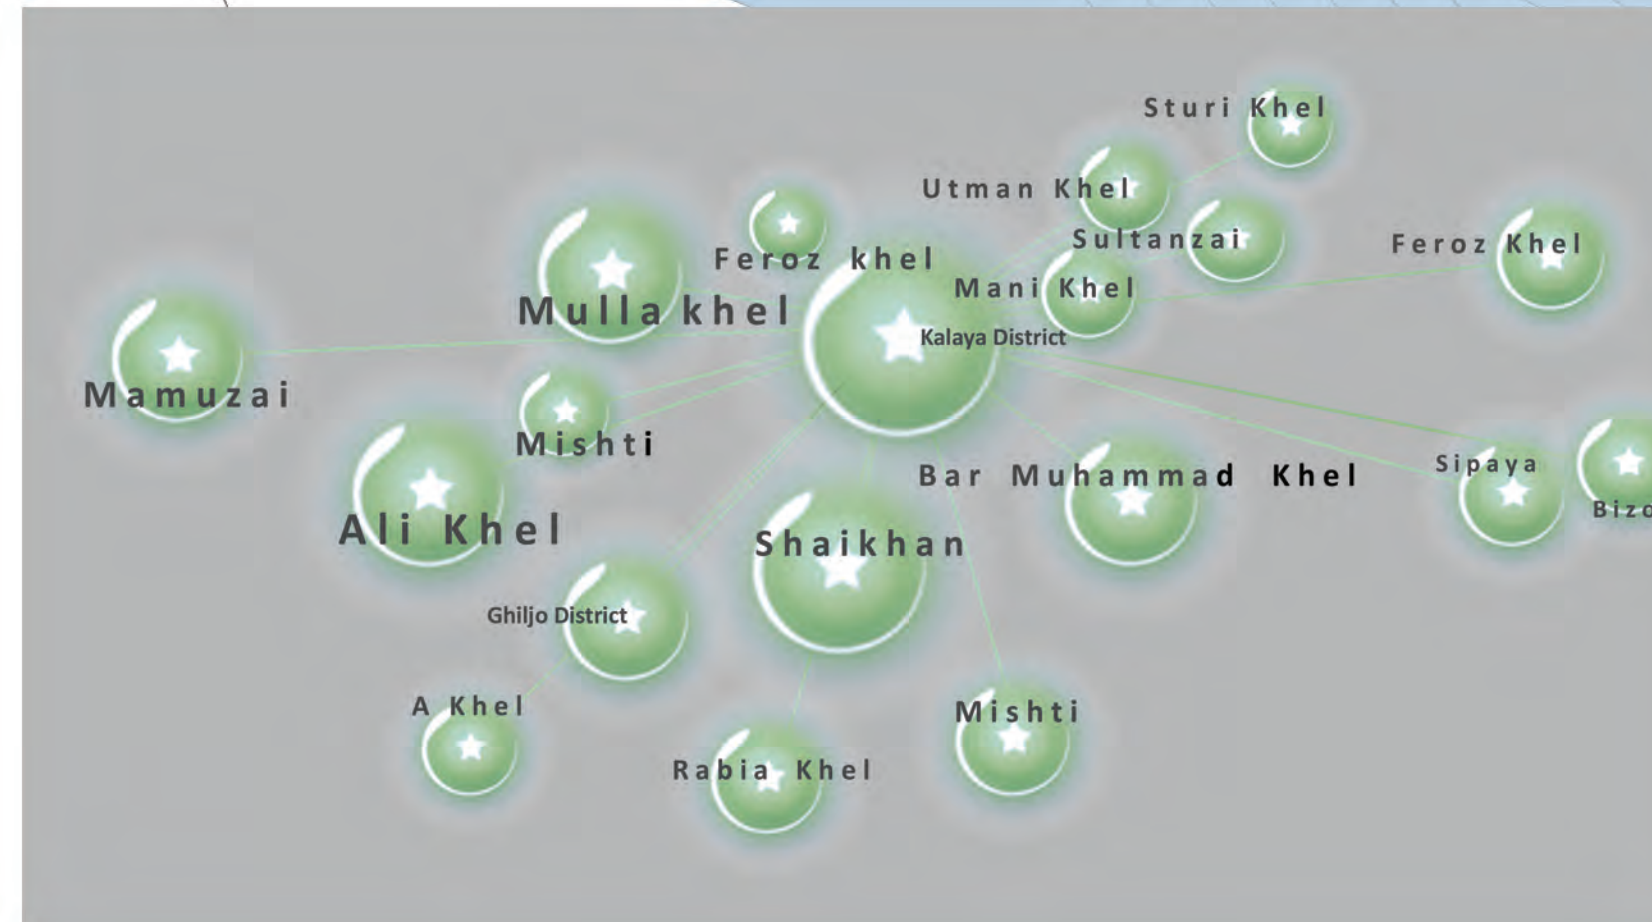 Sturi Khel
Utman Khel
Sultanzai
Feroz Khel
Feroz khel
Mani Khel
Mulla khel
Kalaya District
Mamuzai
Mishti
Bar Muhammad Khel
Sipaya
Ali Khel
Shaikhan
Ghiljo District
A Khel
Mishti
Rabia Khel